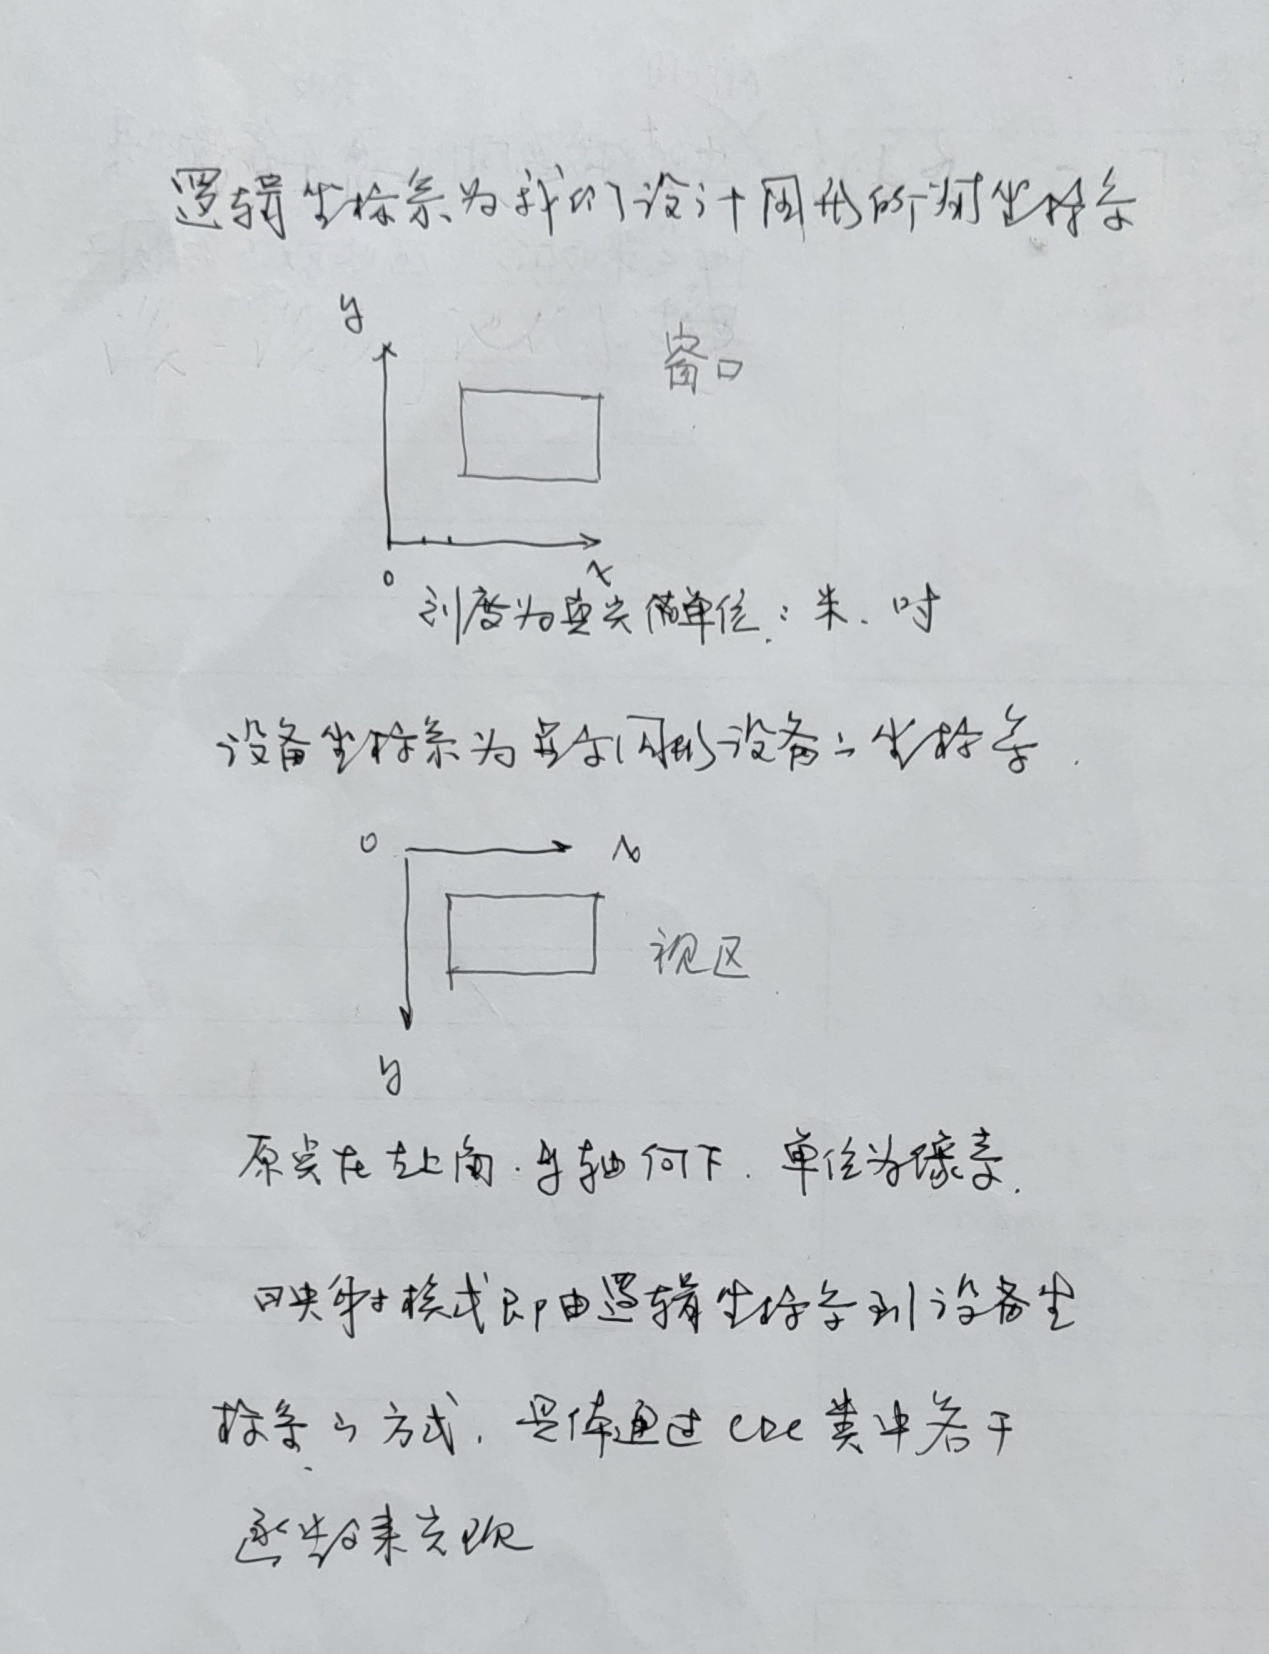 逻辑坐标系为我们设计图形的所用坐标系
y
窗口
0
x
刻度为真实值单位:米、吋
设备坐标系为显示图形设备的坐标系.
0
x
视区
y
原点在左上角.y轴向下.单位为像素.
映射模式即由逻辑坐标系到设备坐
标系的方式.具体通过CDC类中若干
函数来实现